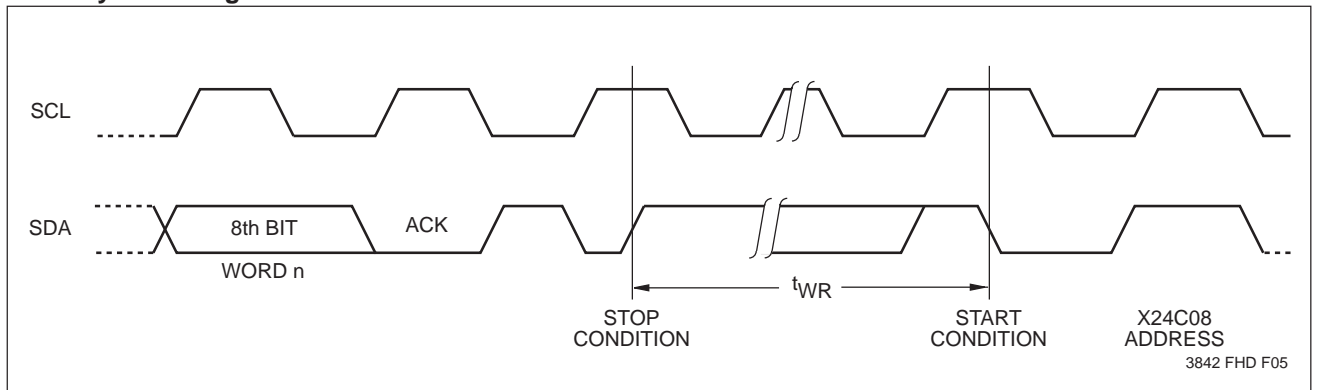 SCL
SDA
8th BIT
ACK
WORD n
tWR
STOP
CONDITION
START
CONDITION
X24C08
ADDRESS
3842 FHD F05